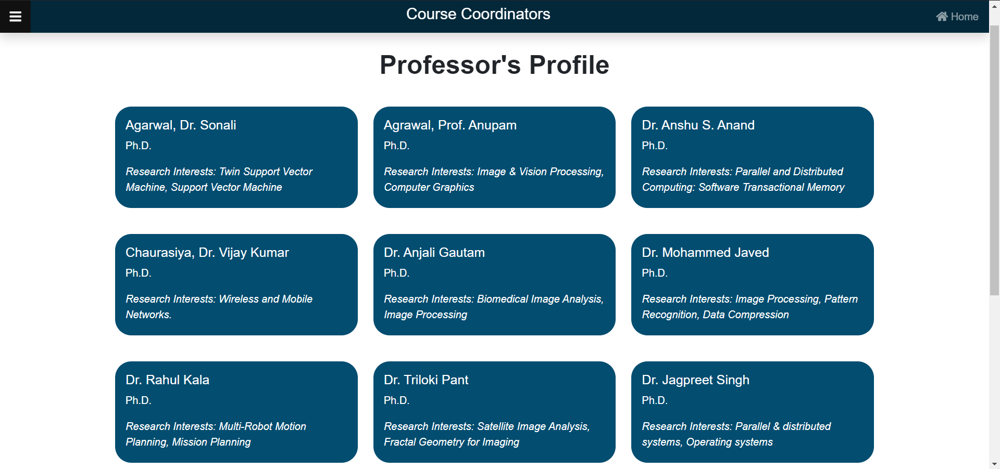 Course Coordinators
Home
Professor's Profile
Agarwal, Dr. Sonali
Ph.D.
Research Interests: Twin Support Vector
Machine, Support Vector Machine
Agrawal, Prof. Anupam
Ph.D.
Research Interests: Image & Vision Processing,
Computer Graphics
Dr. Anshu S. Anand
Ph.D.
Research Interests: Parallel and Distributed
Computing: Software Transactional Memory
Chaurasiya, Dr. Vijay Kumar
Ph.D.
Research Interests: Wireless and Mobile
Networks.
Dr. Anjali Gautam
Ph.D.
Research Interests: Biomedical Image Analysis,
Image Processing
Dr. Mohammed Javed
Ph.D.
Research Interests: Image Processing, Pattern
Recognition, Data Compression
Dr. Rahul Kala
Ph.D.
Research Interests: Multi-Robot Motion
Planning, Mission Planning
Dr. Triloki Pant
Ph.D.
Research Interests: Satellite Image Analysis,
Fractal Geometry for Imaging
Dr. Jagpreet Singh
Ph.D.
Research Interests: Parallel & distributed
systems, Operating systems